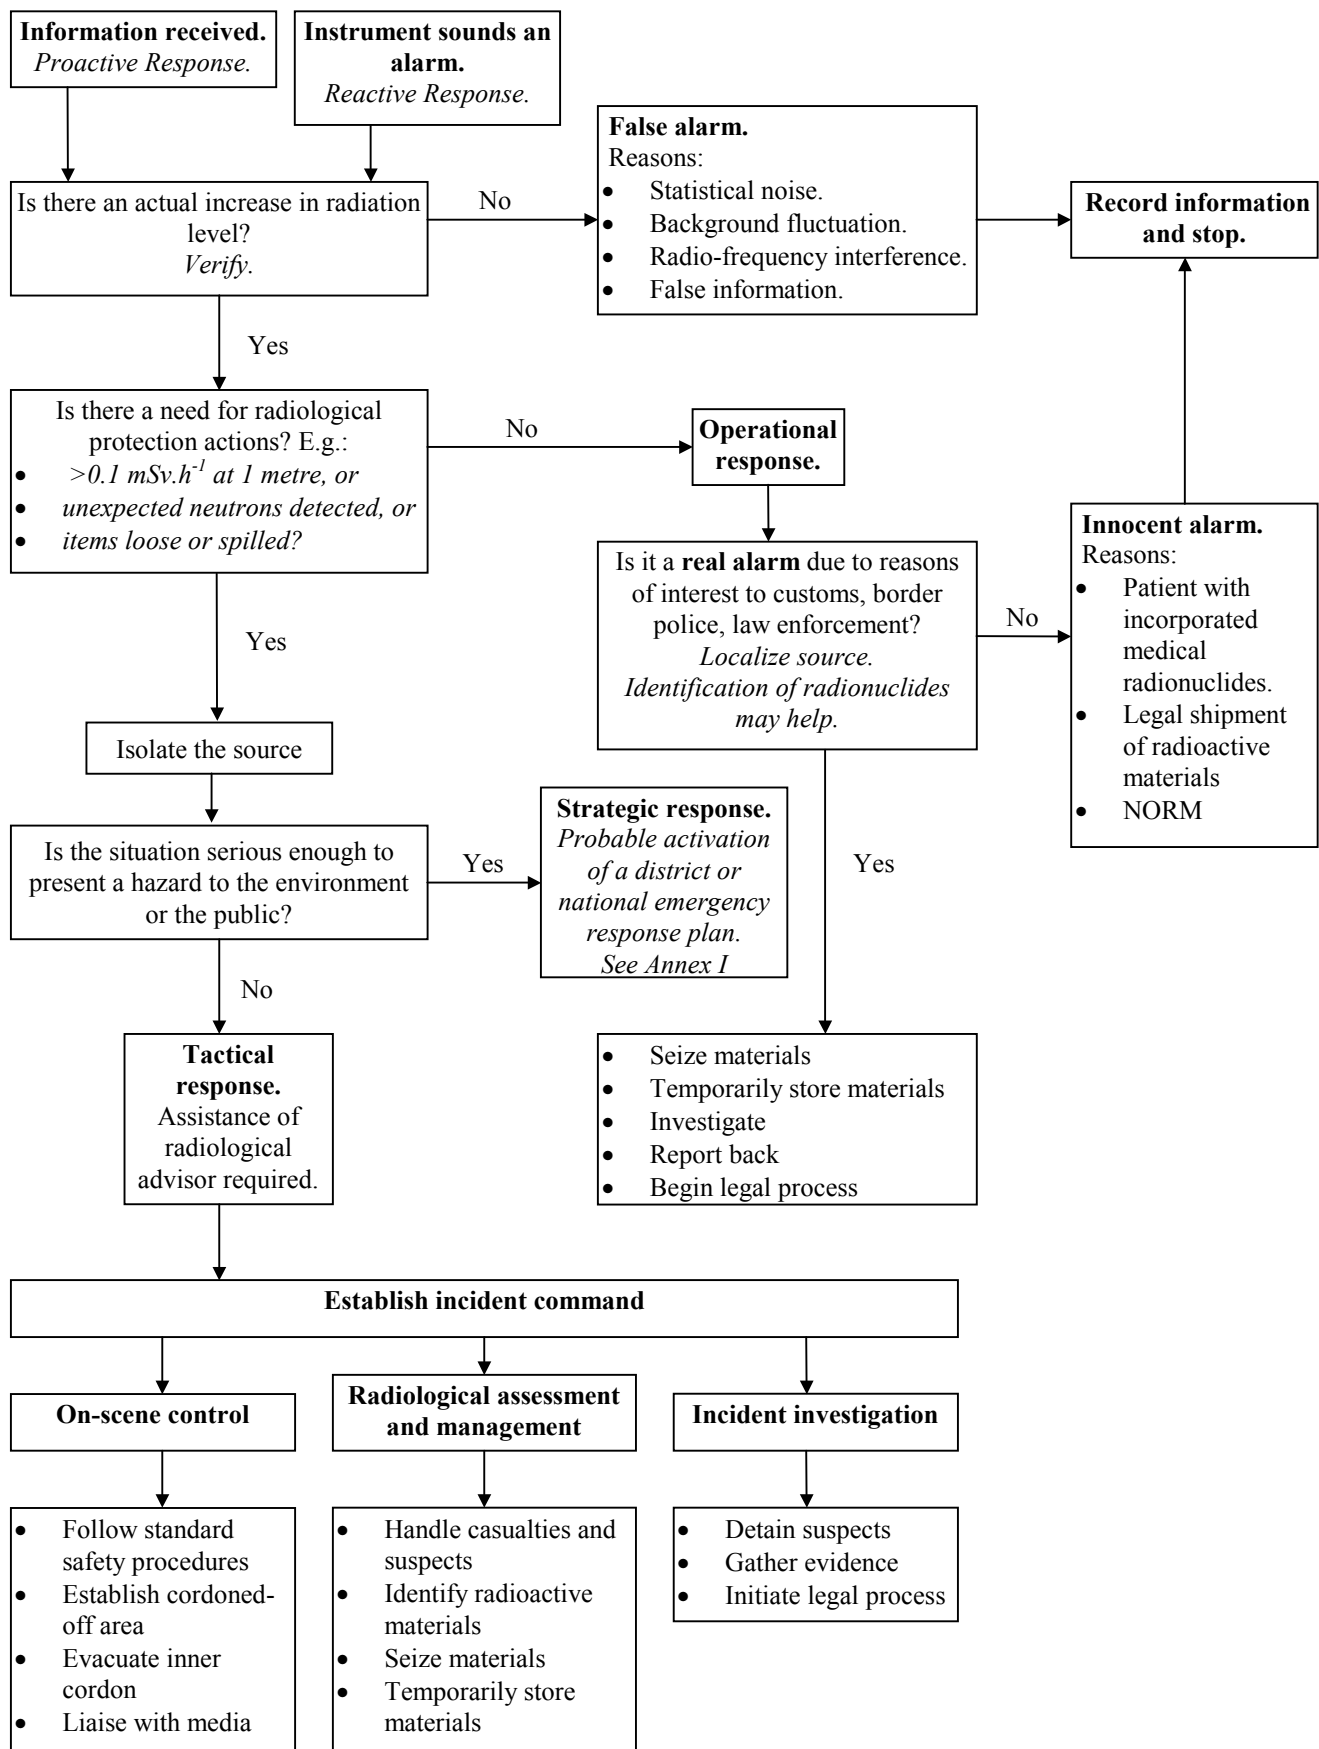 Information received.
Proactive Response.
Instrument sounds an
alarm.
Reactive Response.
False alarm.
Reasons:
• Statistical noise.
• Background fluctuation.
• Radio-frequency interference.
• False information.
Record information
and stop.
Is there an actual increase in radiation
level?
Verify.
No
Yes
Is there a need for radiological
protection actions? E.g.:
• >0.1 mSv.h⁻¹ at 1 metre, or
• unexpected neutrons detected, or
• items loose or spilled?
No
Operational
response.
Is it a real alarm due to reasons
of interest to customs, border
police, law enforcement?
Localize source.
Identification of radionuclides
may help.
No
Innocent alarm.
Reasons:
• Patient with
incorporated
medical
radionuclides.
• Legal shipment
of radioactive
materials
• NORM
Yes
Isolate the source
Is the situation serious enough to
present a hazard to the environment
or the public?
Yes
Strategic response.
Probable activation
of a district or
national emergency
response plan.
See Annex I
Yes
No
Tactical
response.
Assistance of
radiological
advisor required.
• Seize materials
• Temporarily store materials
• Investigate
• Report back
• Begin legal process
Establish incident command
On-scene control
Radiological assessment
and management
Incident investigation
• Follow standard
safety procedures
• Establish cordoned-
off area
• Evacuate inner
cordon
• Liaise with media
• Handle casualties and
suspects
• Identify radioactive
materials
• Seize materials
• Temporarily store
materials
• Detain suspects
• Gather evidence
• Initiate legal process